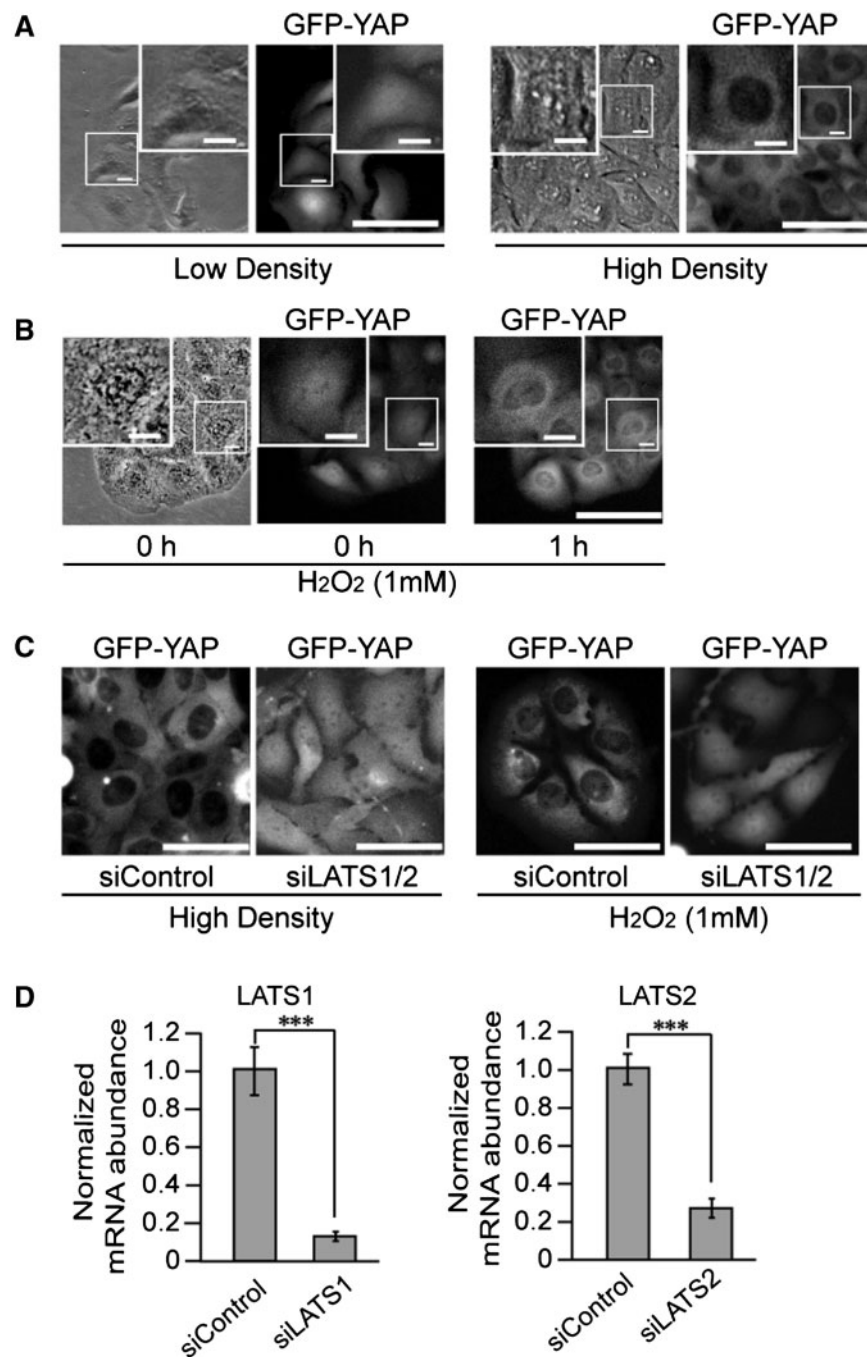 A
GFP-YAP
GFP-YAP
Low Density
High Density
B
GFP-YAP
GFP-YAP
0 h
0 h
1 h
H₂O₂ (1mM)
C
GFP-YAP
GFP-YAP
GFP-YAP
GFP-YAP
siControl
siLATS1/2
siControl
siLATS1/2
High Density
H₂O₂ (1mM)
D
LATS1
Normalized
mRNA abundance
1.2
1.0
0.8
0.6
0.4
0.2
0
***
siControl
siLATS1
LATS2
Normalized
mRNA abundance
1.2
1.0
0.8
0.6
0.4
0.2
0
***
siControl
siLATS2